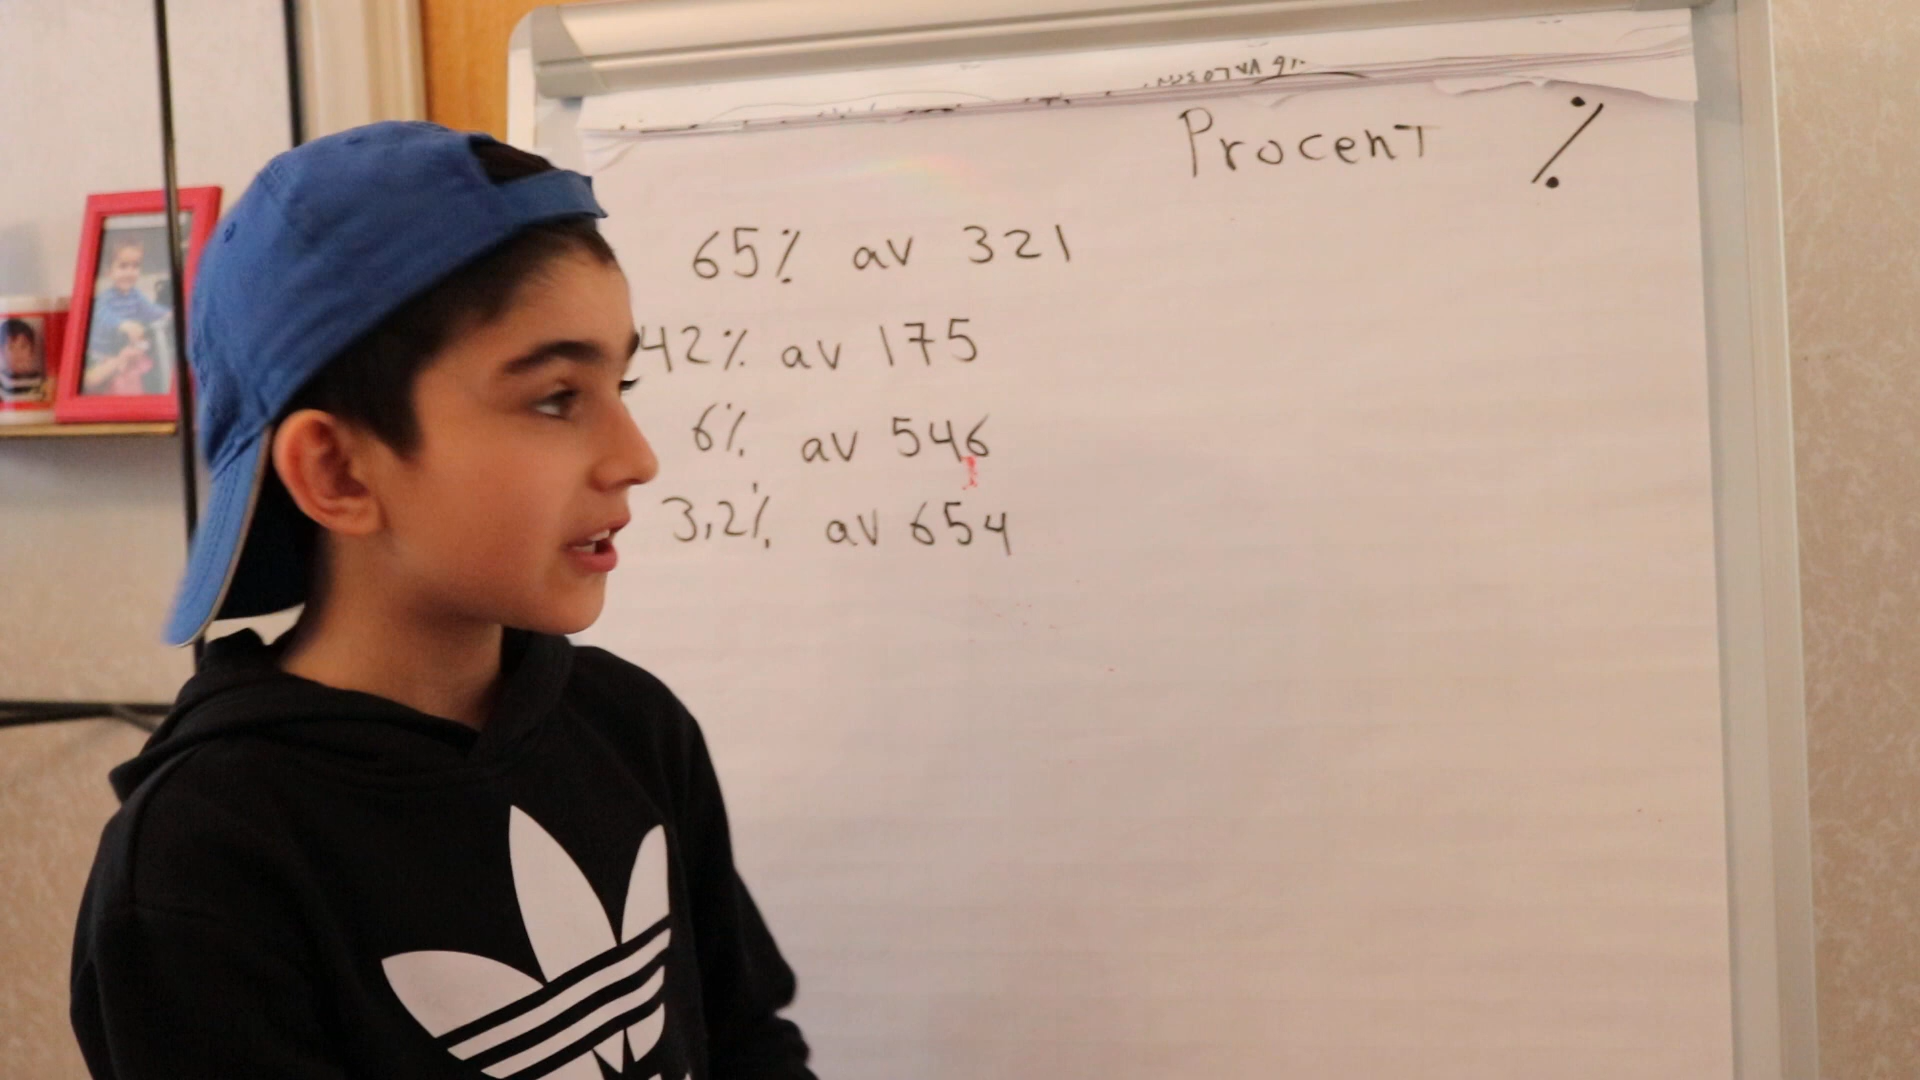 Procent %
65% av 321
42% av 175
6% av 546
3,2% av 654